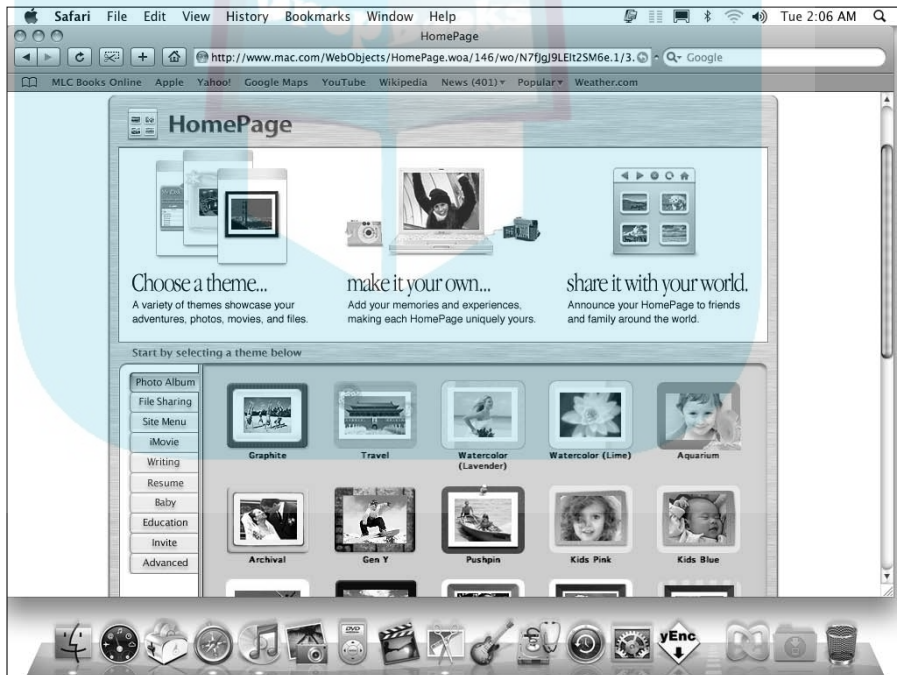 Safari File Edit View History Bookmarks Window Help Tue 2:06 AM
HomePage
http://www.mac.com/WebObjects/HomePage.woa/146/wo/N7fJgJ9LEIt2SM6e.1/3. Google
MLC Books Online Apple Yahoo! Google Maps YouTube Wikipedia News (401) Popular Weather.com
HomePage
Choose a theme...
A variety of themes showcase your
adventures, photos, movies, and files.
make it your own...
Add your memories and experiences,
making each HomePage uniquely yours.
share it with your world.
Announce your HomePage to friends
and family around the world.
Start by selecting a theme below
Photo Album
File Sharing
Site Menu
iMovie
Writing
Resume
Baby
Education
Invite
Advanced
Graphite
Travel
Watercolor
(Lavender)
Watercolor (Lime)
Aquarium
Archival
Gen Y
Pushpin
Kids Pink
Kids Blue
DVD
yEnc